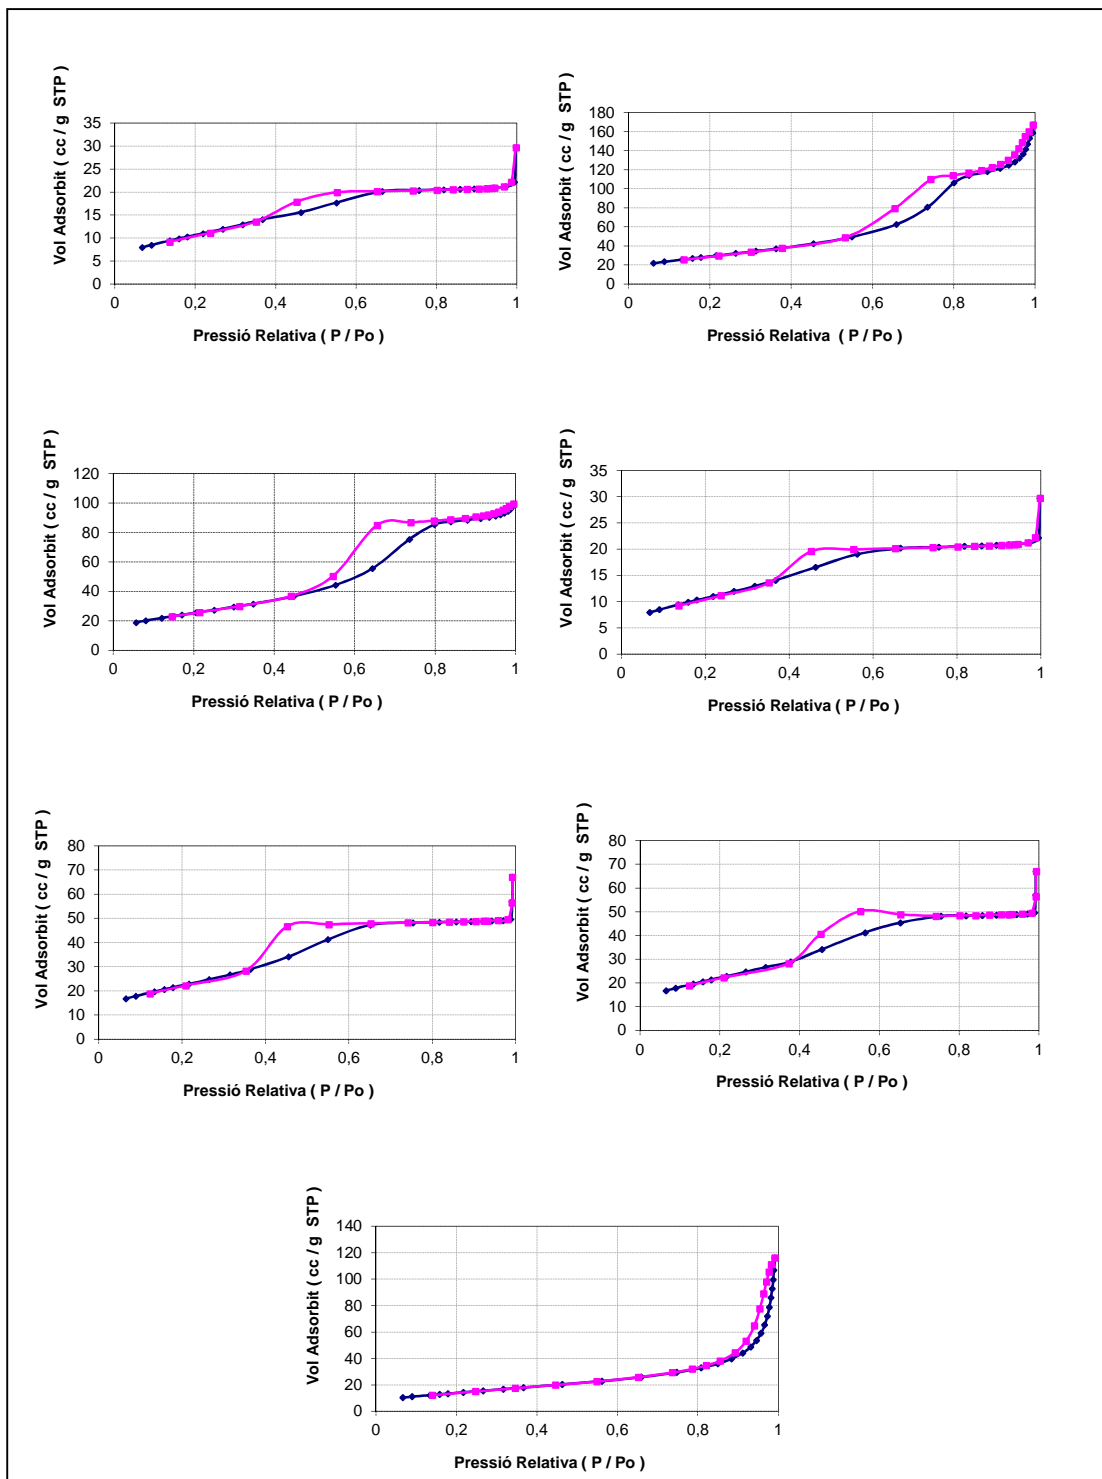 Vol Adsorbit ( cc / g  STP )
35
30
25
20
15
10
5
0
0 0,2 0,4 0,6 0,8 1
Pressió Relativa ( P / Po )
Vol Adsorbit ( cc / g  STP )
180
160
140
120
100
80
60
40
20
0
0 0,2 0,4 0,6 0,8 1
Pressió Relativa  ( P / Po )
Vol Adsorbit ( cc / g  STP )
120
100
80
60
40
20
0
0 0,2 0,4 0,6 0,8 1
Pressió Relativa ( P / Po )
Vol Adsorbit ( cc / g  STP )
35
30
25
20
15
10
5
0
0 0,2 0,4 0,6 0,8 1
Pressió Relativa ( P / Po )
Vol Adsorbit ( cc / g  STP )
80
70
60
50
40
30
20
10
0
0 0,2 0,4 0,6 0,8 1
Pressió Relativa ( P / Po )
Vol Adsorbit ( cc / g  STP )
80
70
60
50
40
30
20
10
0
0 0,2 0,4 0,6 0,8 1
Pressió Relativa ( P / Po )
Vol Adsorbit ( cc / g  STP )
140
120
100
80
60
40
20
0
0 0,2 0,4 0,6 0,8 1
Pressió Relativa ( P / Po )